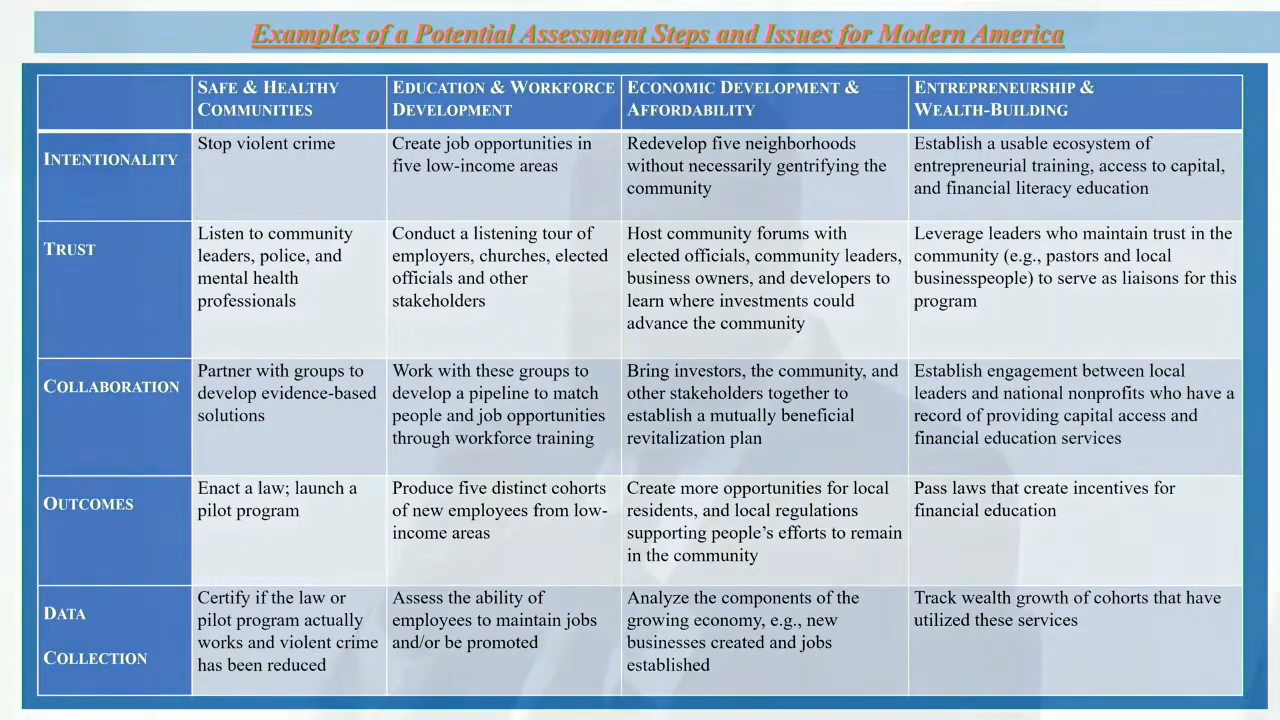 Examples of a Potential Assessment Steps and Issues for Modern America
SAFE & HEALTHY
COMMUNITIES
EDUCATION & WORKFORCE
DEVELOPMENT
ECONOMIC DEVELOPMENT &
AFFORDABILITY
ENTREPRENEURSHIP &
WEALTH-BUILDING
INTENTIONALITY
Stop violent crime
Create job opportunities in
five low-income areas
Redevelop five neighborhoods
without necessarily gentrifying the
community
Establish a usable ecosystem of
entrepreneurial training, access to capital,
and financial literacy education
TRUST
Listen to community
leaders, police, and
mental health
professionals
Conduct a listening tour of
employers, churches, elected
officials and other
stakeholders
Host community forums with
elected officials, community leaders,
business owners, and developers to
learn where investments could
advance the community
Leverage leaders who maintain trust in the
community (e.g., pastors and local
businesspeople) to serve as liaisons for this
program
COLLABORATION
Partner with groups to
develop evidence-based
solutions
Work with these groups to
develop a pipeline to match
people and job opportunities
through workforce training
Bring investors, the community, and
other stakeholders together to
establish a mutually beneficial
revitalization plan
Establish engagement between local
leaders and national nonprofits who have a
record of providing capital access and
financial education services
OUTCOMES
Enact a law; launch a
pilot program
Produce five distinct cohorts
of new employees from low-
income areas
Create more opportunities for local
residents, and local regulations
supporting people's efforts to remain
in the community
Pass laws that create incentives for
financial education
DATA
COLLECTION
Certify if the law or
pilot program actually
works and violent crime
has been reduced
Assess the ability of
employees to maintain jobs
and/or be promoted
Analyze the components of the
growing economy, e.g., new
businesses created and jobs
established
Track wealth growth of cohorts that have
utilized these services